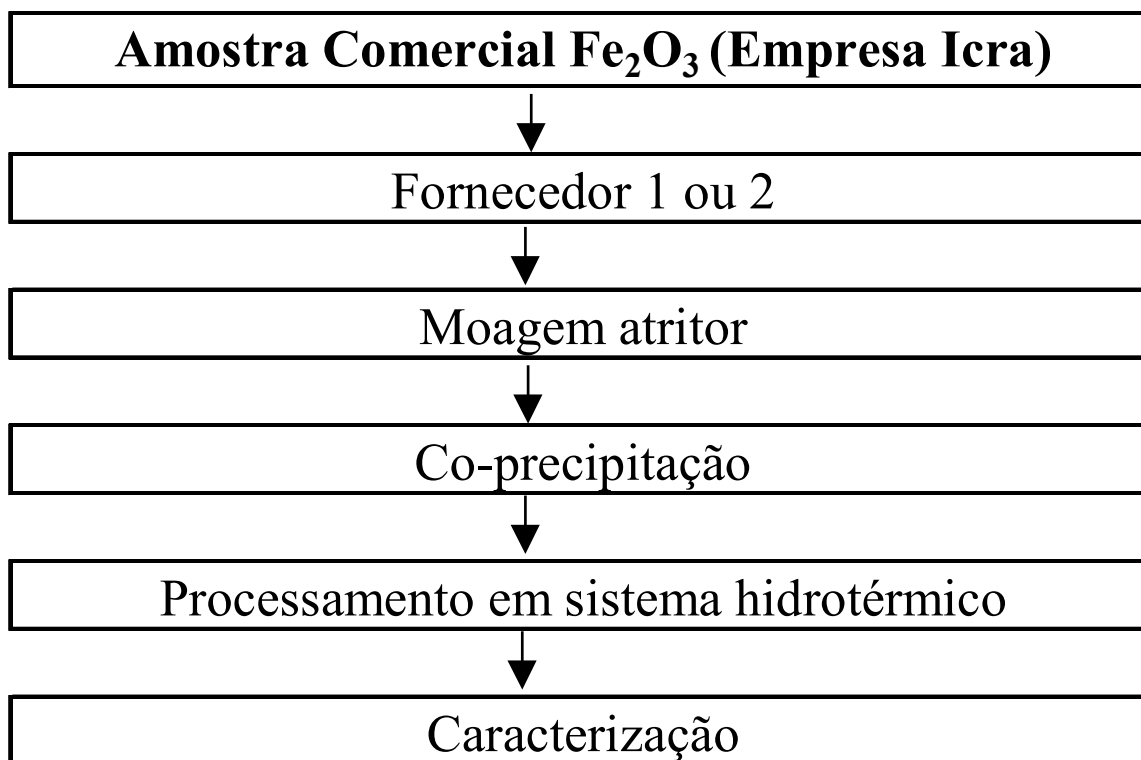 Amostra Comercial Fe₂O₃ (Empresa Icra)
Fornecedor 1 ou 2
Moagem atritor
Co-precipitação
Processamento em sistema hidrotérmico
Caracterização